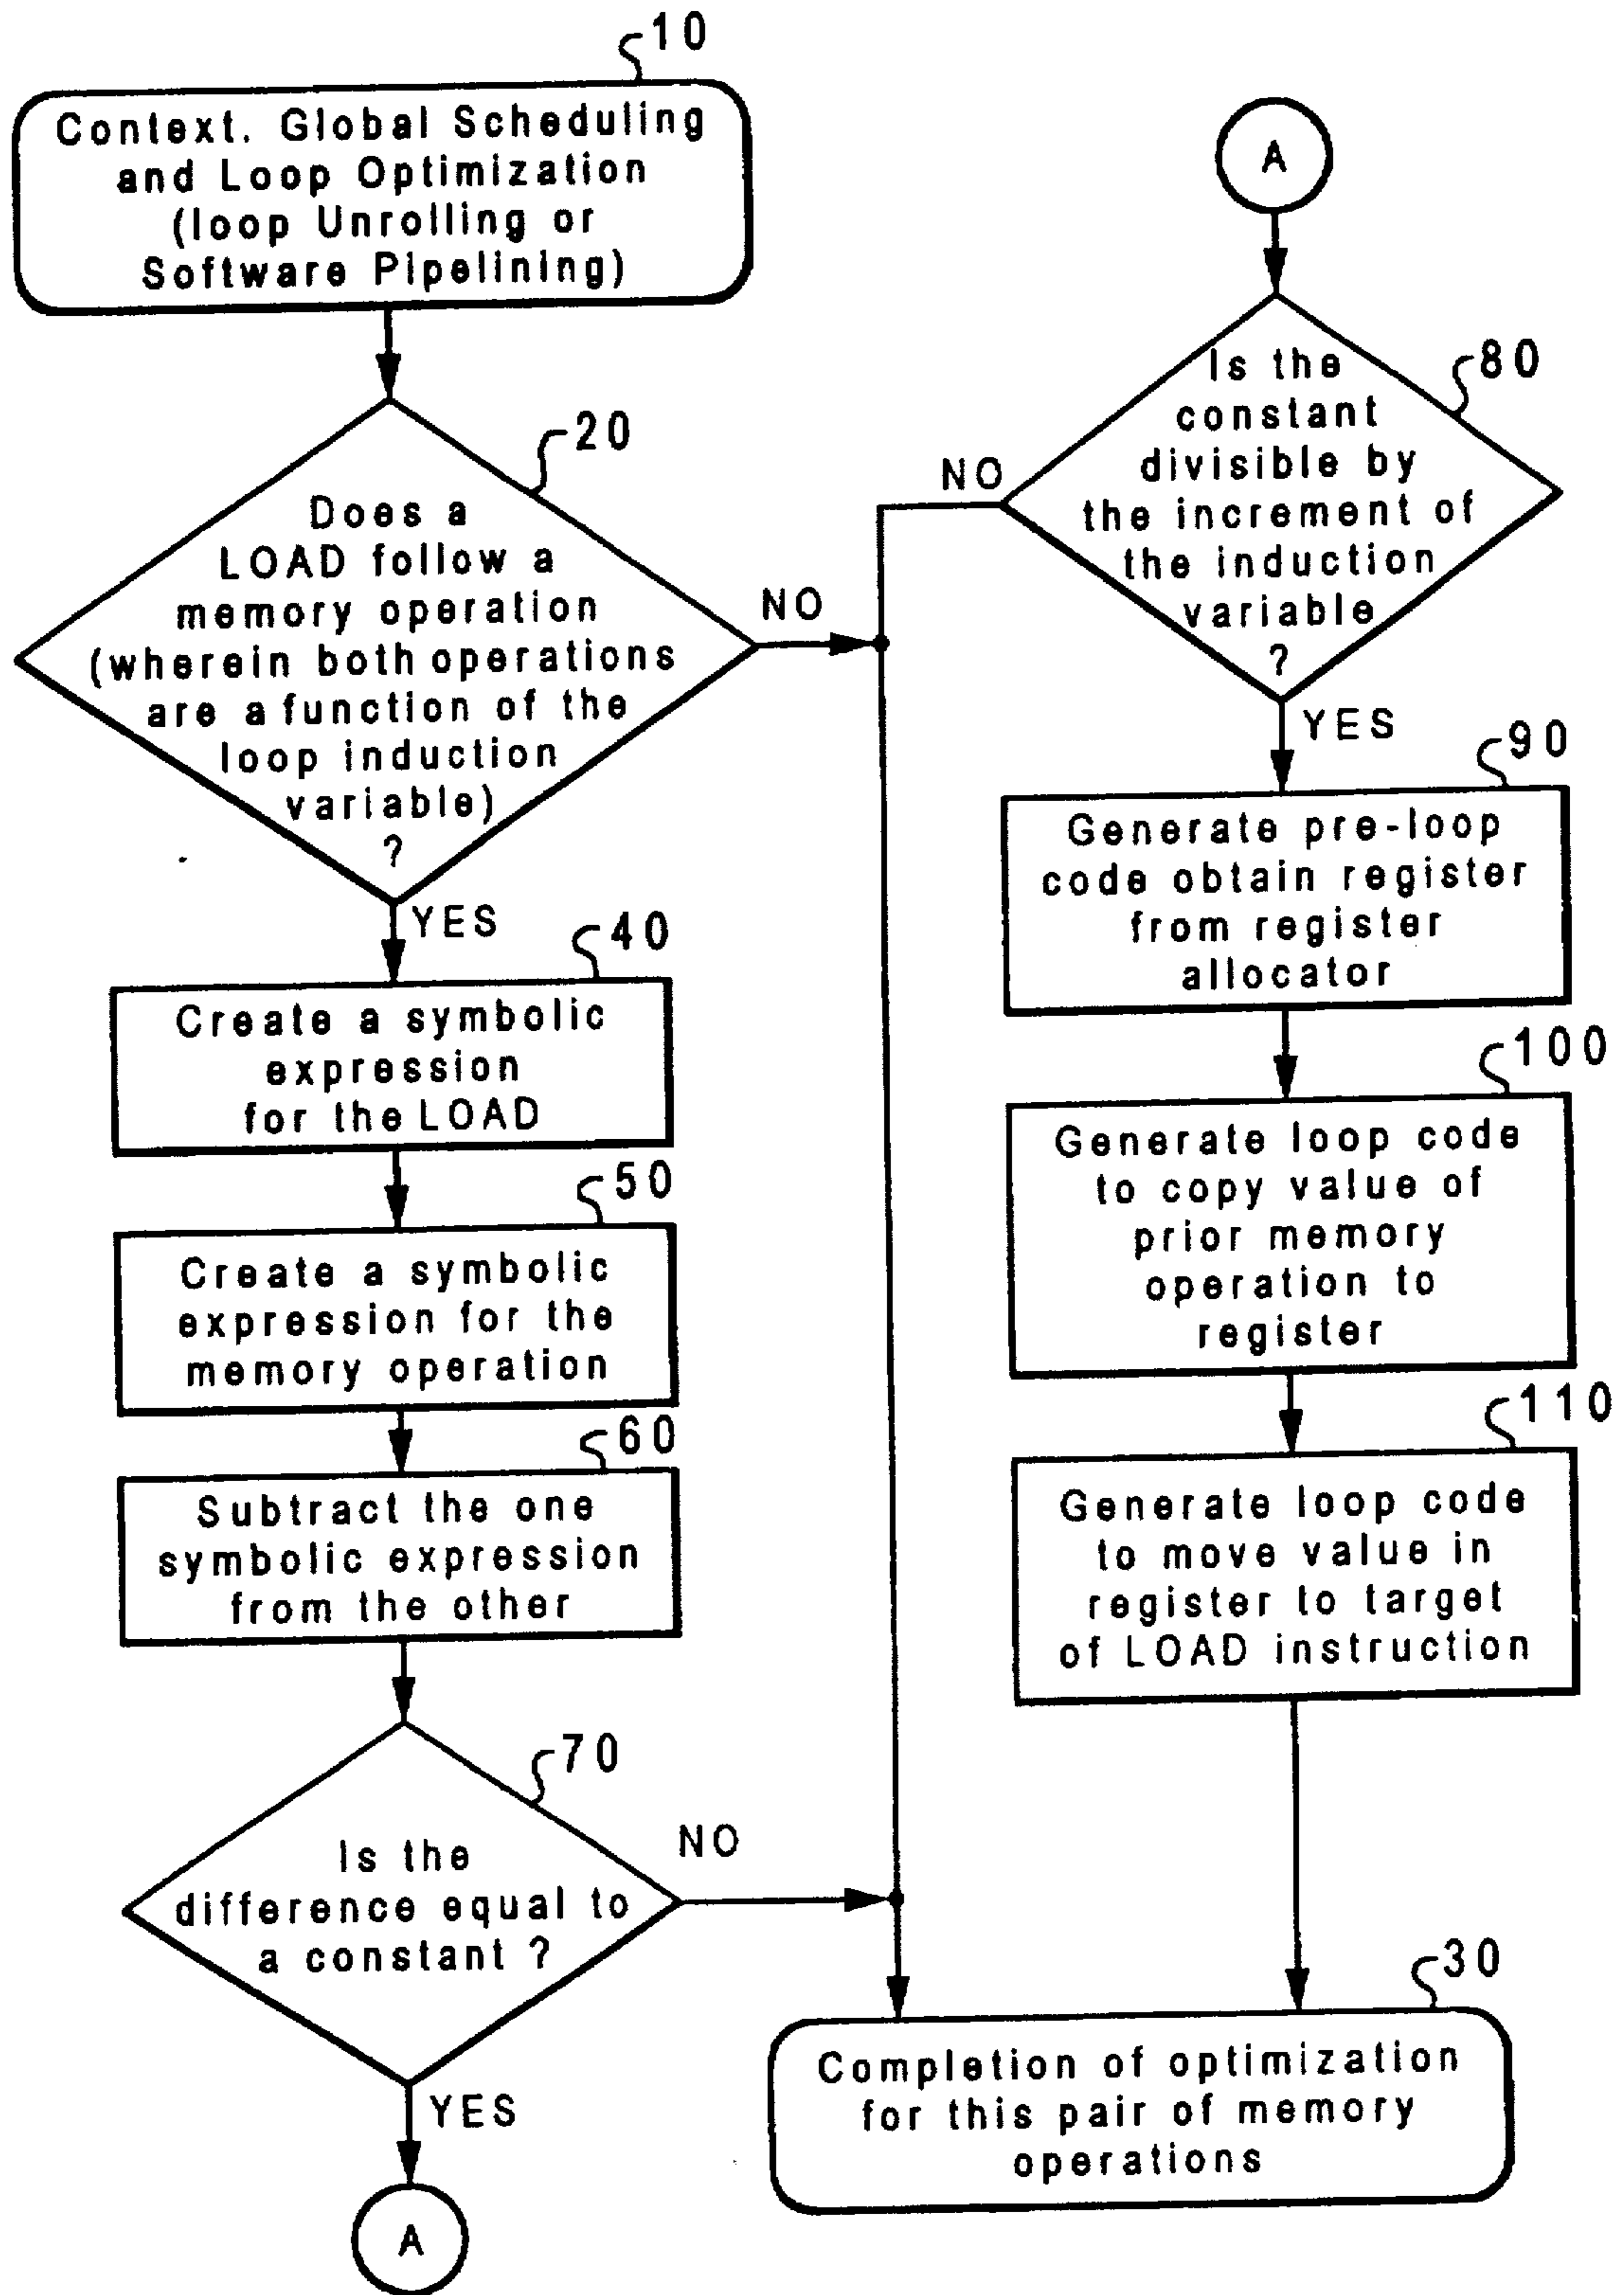 10
Context. Global Scheduling
and Loop Optimization
(loop Unrolling or
Software Pipelining)
20
Does a
LOAD follow a
memory operation
(wherein both operations
are a function of the
loop induction
variable)
?
NO
YES
40
Create a symbolic
expression
for the LOAD
50
Create a symbolic
expression for the
memory operation
60
Subtract the one
symbolic expression
from the other
70
Is the
difference equal to
a constant ?
NO
YES
A
A
80
Is the
constant
divisible by
the increment of
the induction
variable
?
NO
YES
90
Generate pre-loop
code obtain register
from register
allocator
100
Generate loop code
to copy value of
prior memory
operation to
register
110
Generate loop code
to move value in
register to target
of LOAD instruction
30
Completion of optimization
for this pair of memory
operations